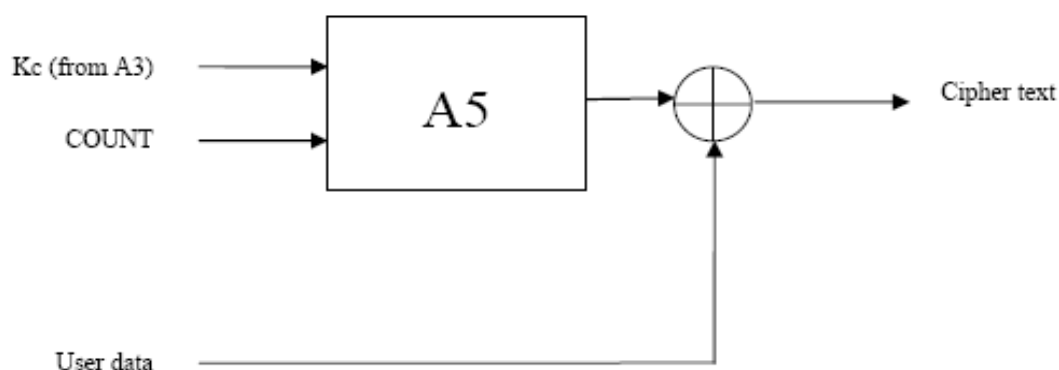 Kc (from A3)
COUNT
A5
Cipher text
User data